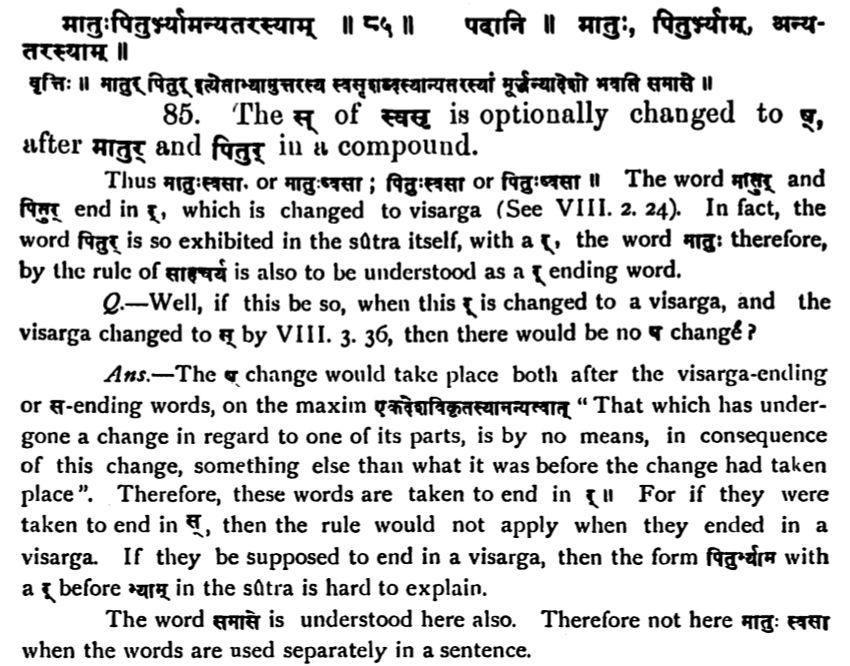 मातुःपितुर्भ्यामन्यतरस्याम् ॥ ८५ ॥ पदानि ॥ मातुः, पितुर्भ्याम्, अन्य-
तरस्याम् ॥
वृत्तिः ॥ मातुर् पितुर् इत्येताभ्यामुत्तरस्य स्वसृशब्दस्यान्यतरस्यां मूर्द्धन्यादेशो भवति समासे ॥
85. The स् of स्वसृ is optionally changed to ष्,
after मातुर् and पितुर् in a compound.
Thus मातुःस्वसा. or मातुःष्वसा ; पितुःस्वसा or पितुःष्वसा ॥ The word मातुर् and
पितुर् end in र्, which is changed to visarga (See VIII. 2. 24). In fact, the
word पितुर् is so exhibited in the sûtra itself, with a र्, the word मातुः therefore,
by the rule of साहचर्य is also to be understood as a र् ending word.
Q.—Well, if this be so, when this र् is changed to a visarga, and the
visarga changed to स् by VIII. 3. 36, then there would be no ष change?
Ans.—The ष् change would take place both after the visarga-ending
or स-ending words, on the maxim एकदेशविकृतस्यानन्यत्वात् “ That which has under-
gone a change in regard to one of its parts, is by no means, in consequence
of this change, something else than what it was before the change had taken
place”. Therefore, these words are taken to end in र् ॥ For if they were
taken to end in स्, then the rule would not apply when they ended in a
visarga. If they be supposed to end in a visarga, then the form पितुर्भ्याम with
a र् before भ्याम् in the sûtra is hard to explain.
The word समासे is understood here also. Therefore not here मातुः स्वसा
when the words are used separately in a sentence.